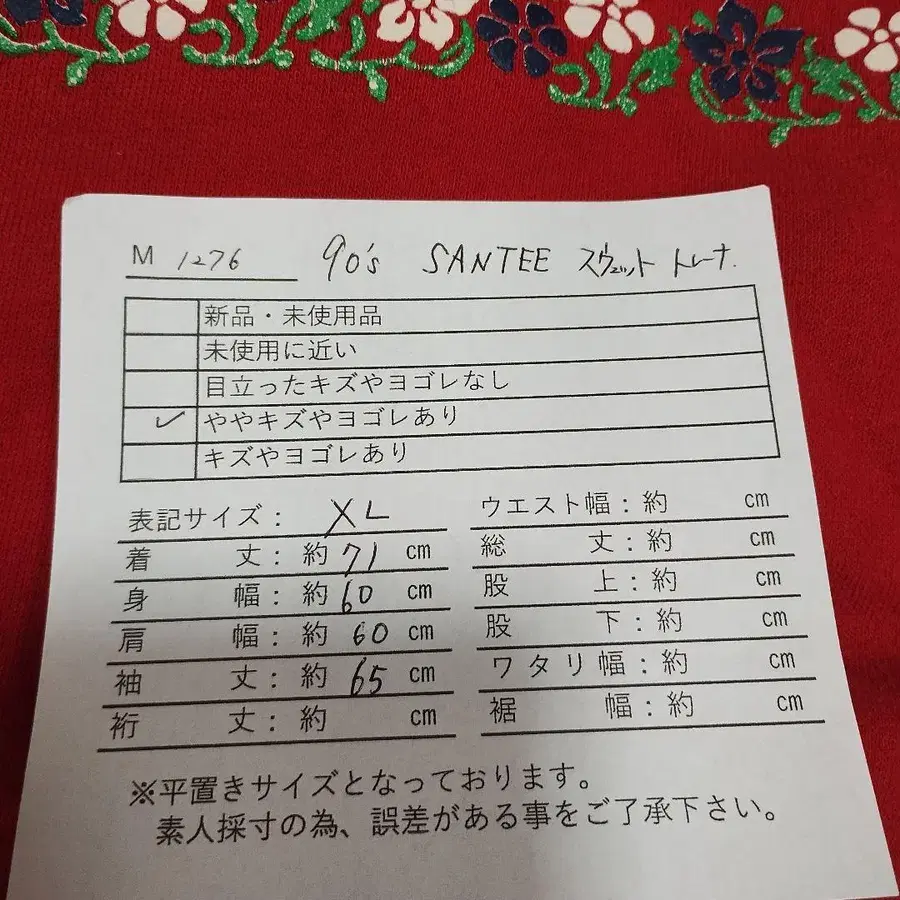 M 1276 90's SANTEE スウェット トレーナ.
新品・未使用品
未使用に近い
目立ったキズやヨゴレなし
✓ ややキズやヨゴレあり
キズやヨゴレあり
表記サイズ: XL
着 丈: 約 71 cm
身 幅: 約 60 cm
肩 幅: 約 60 cm
袖 丈: 約 65 cm
裄 丈: 約 cm
ウエスト幅: 約 cm
総 丈: 約 cm
股 上: 約 cm
股 下: 約 cm
ワタリ幅: 約 cm
裾 幅: 約 cm
※平置きサイズとなっております。
素人採寸の為、誤差がある事をご了承下さい。